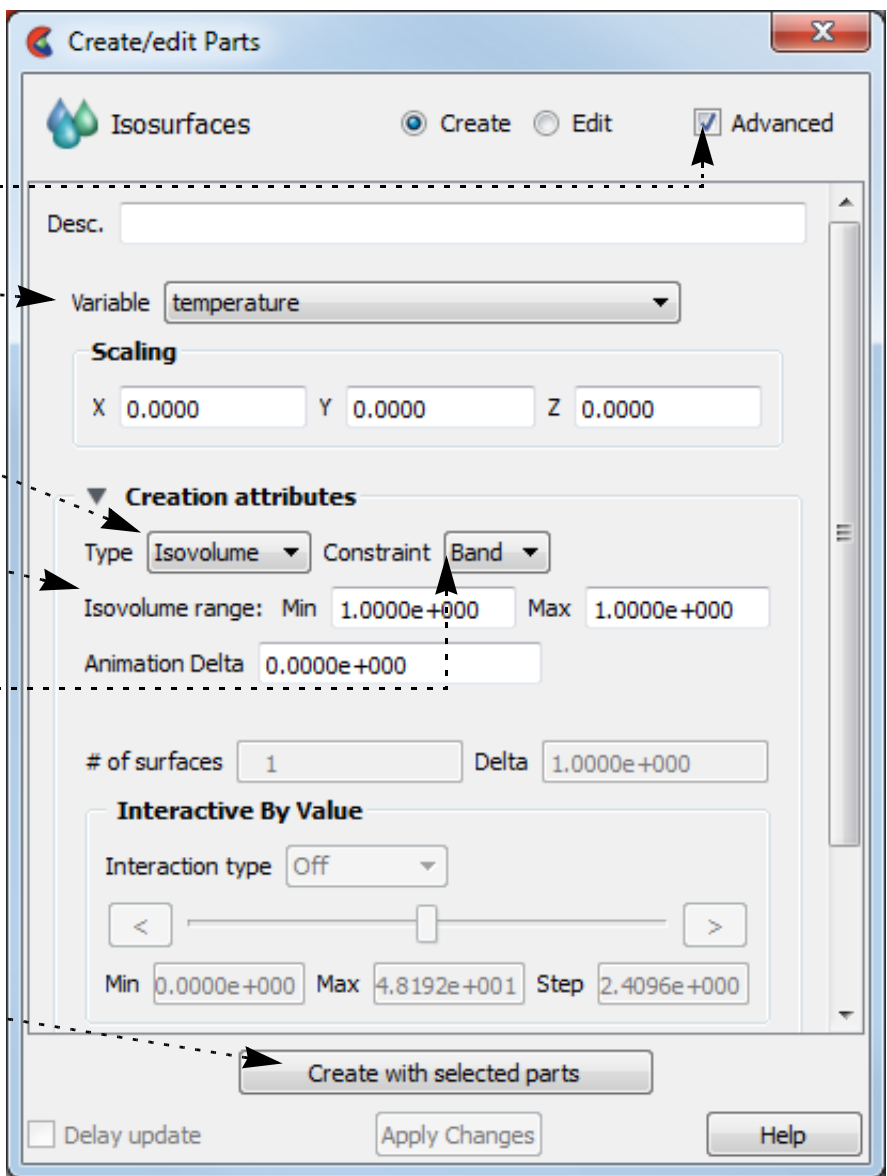 Create/edit Parts
Isosurfaces Create Edit Advanced
Desc.
Variable temperature
Scaling
X 0.0000 Y 0.0000 Z 0.0000
Creation attributes
Type Isovolume Constraint Band
Isovolume range: Min 1.0000e+000 Max 1.0000e+000
Animation Delta 0.0000e+000
# of surfaces 1 Delta 1.0000e+000
Interactive By Value
Interaction type Off
< >
Min 0.0000e+000 Max 4.8192e+001 Step 2.4096e+000
Create with selected parts
Delay update Apply Changes Help